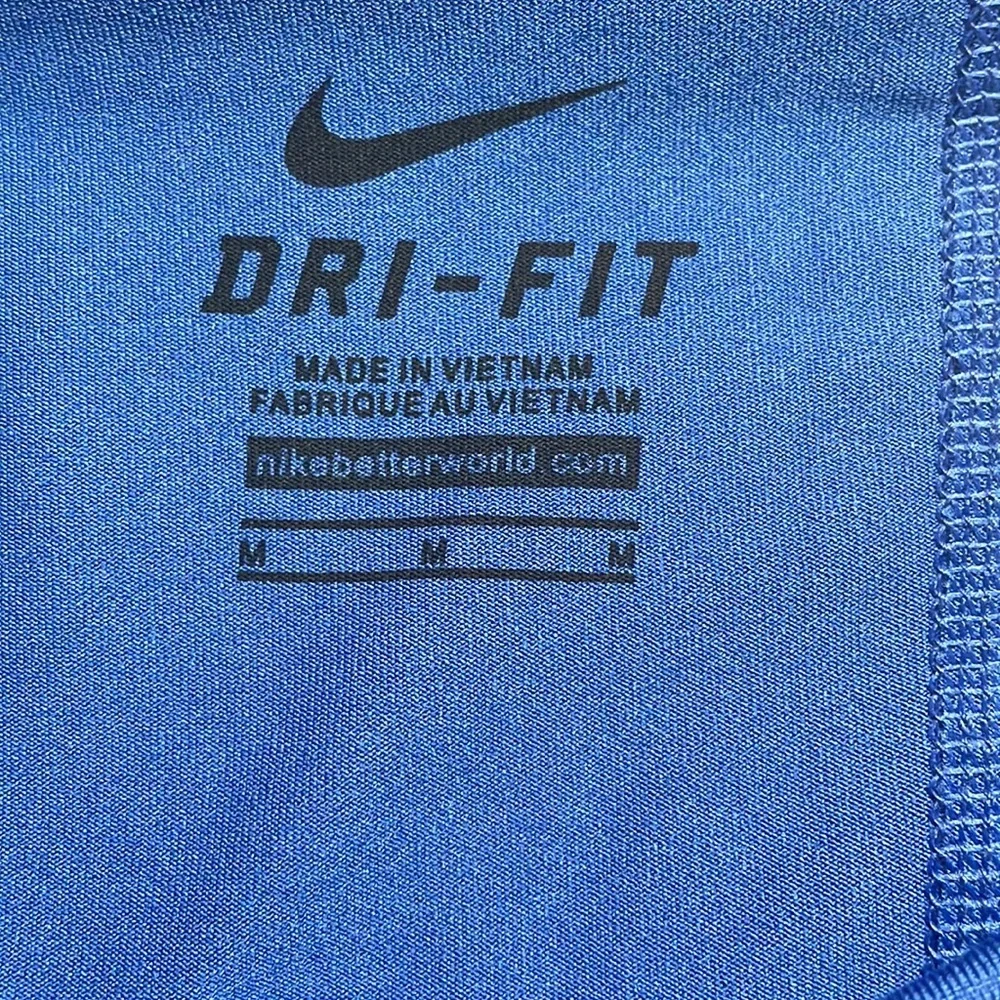 DRI-FIT
MADE IN VIETNAM
FABRIQUE AU VIETNAM
nikebetterworld.com
M M M